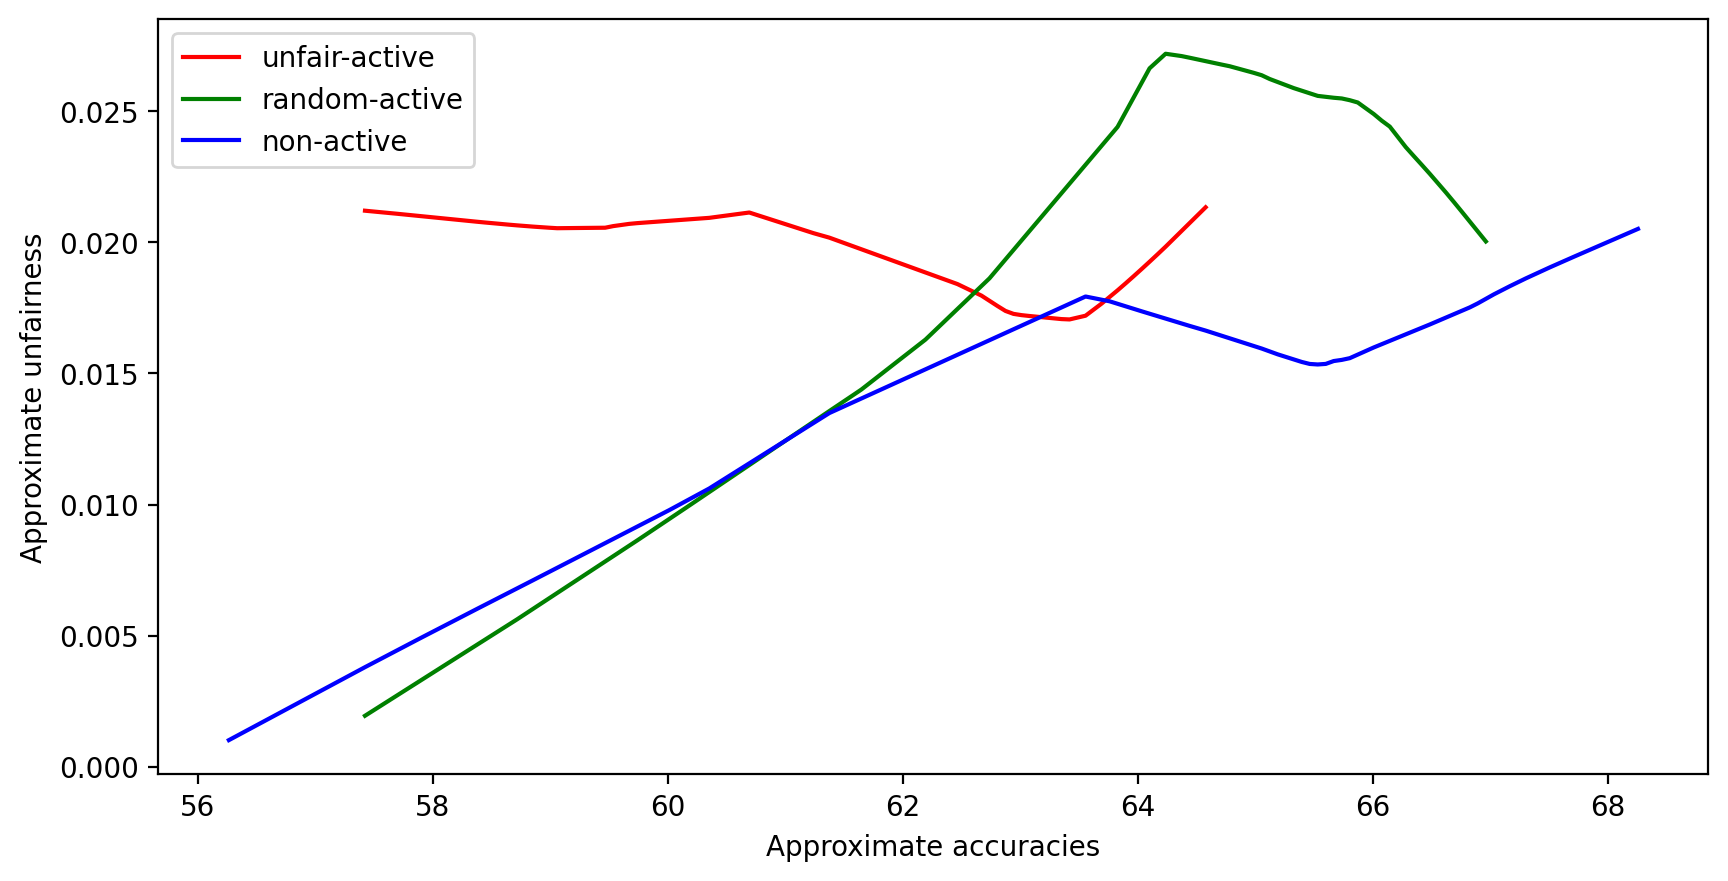 unfair-active
random-active
non-active
0.025
0.020
0.015
0.010
0.005
0.000
Approximate unfairness
56 58 60 62 64 66 68
Approximate accuracies